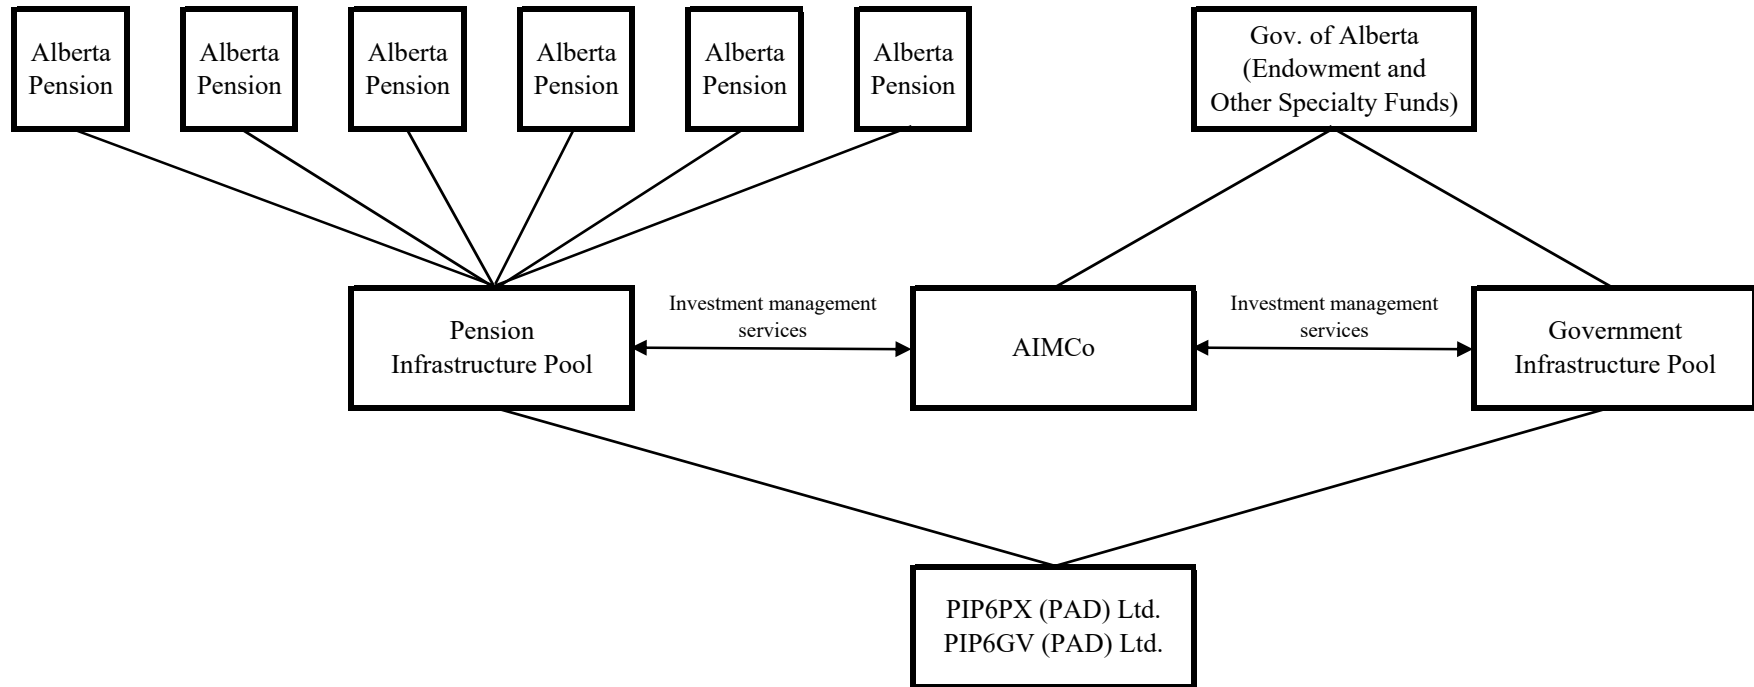 Alberta
Pension
Alberta
Pension
Alberta
Pension
Alberta
Pension
Alberta
Pension
Alberta
Pension
Gov. of Alberta
(Endowment and
Other Specialty Funds)
Pension
Infrastructure Pool
Investment management
services
AIMCo
Investment management
services
Government
Infrastructure Pool
PIP6PX (PAD) Ltd.
PIP6GV (PAD) Ltd.